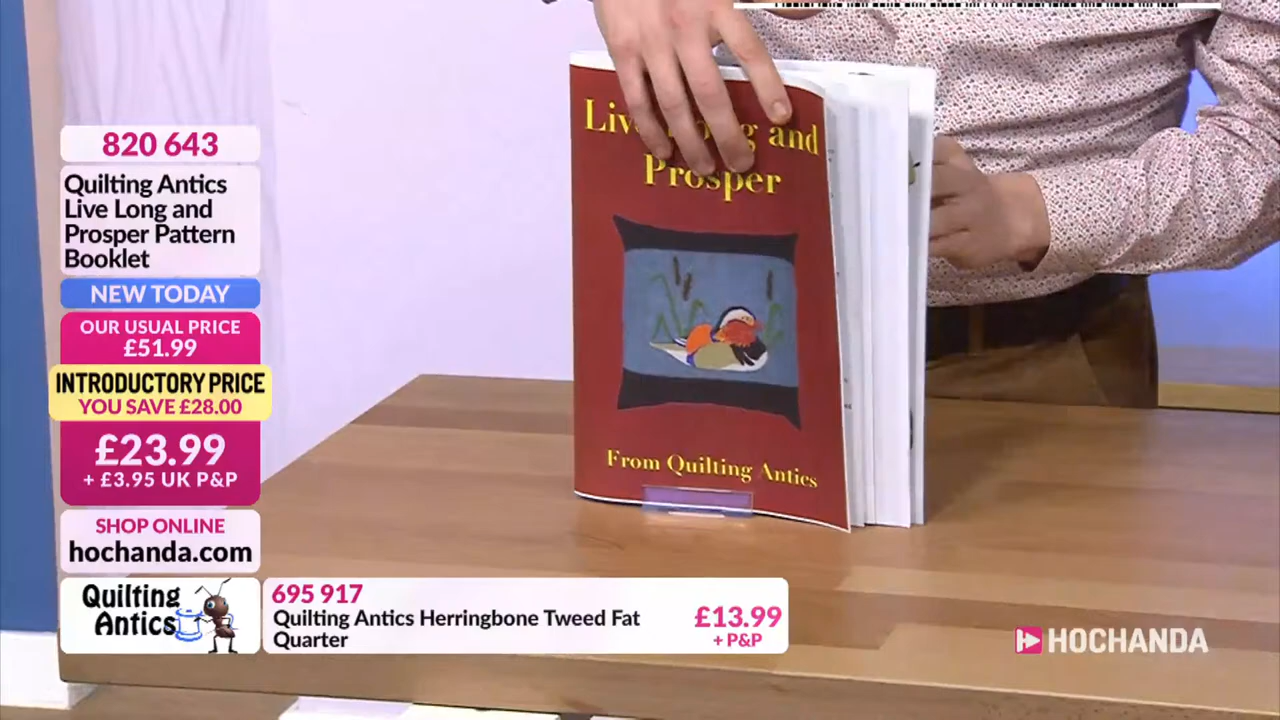 820 643
Quilting Antics
Live Long and
Prosper Pattern
Booklet
NEW TODAY
OUR USUAL PRICE
£51.99
INTRODUCTORY PRICE
YOU SAVE £28.00
£23.99
+ £3.95 UK P&P
SHOP ONLINE
hochanda.com
Quilting
Antics
695 917
Quilting Antics Herringbone Tweed Fat
Quarter
£13.99
+ P&P
and
Prosper
From Quilting Antics
HOCHANDA